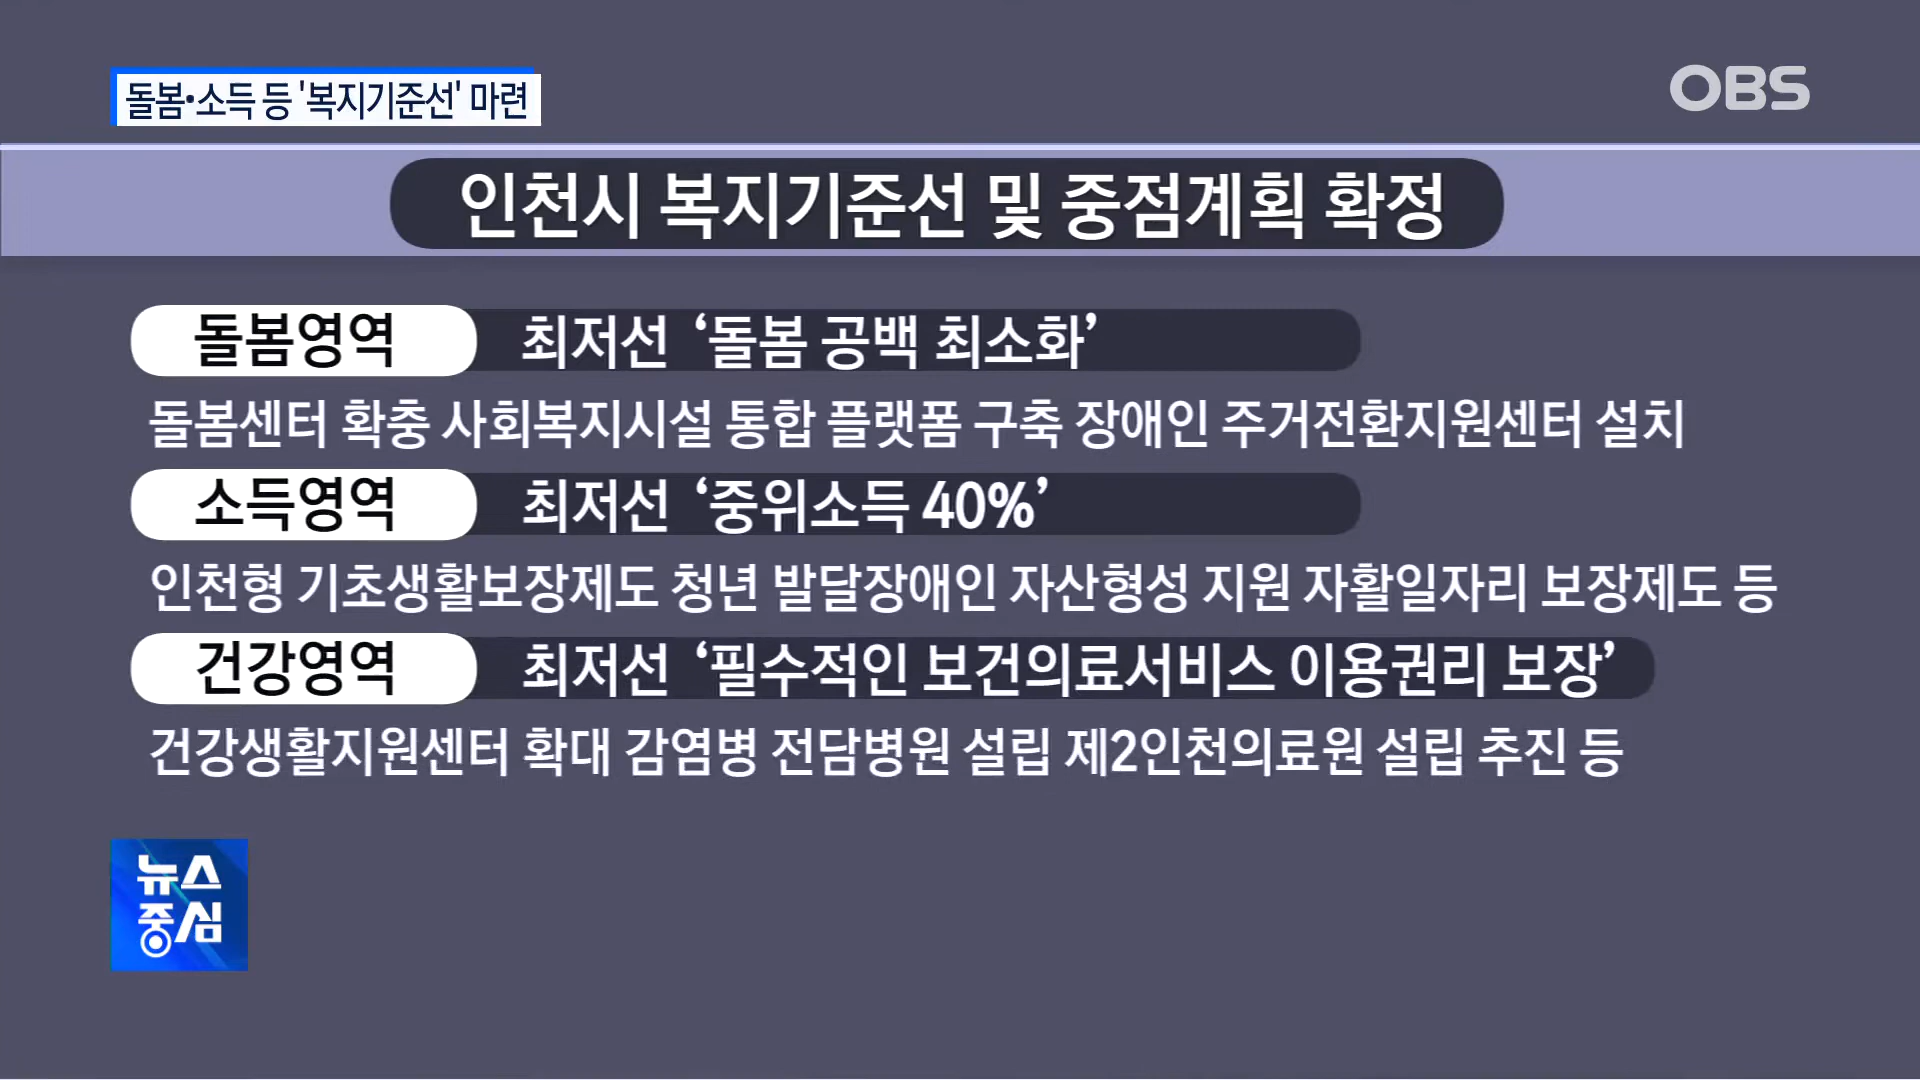 돌봄·소득 등 '복지기준선' 마련
OBS
인천시 복지기준선 및 중점계획 확정
돌봄영역 최저선 ‘돌봄 공백 최소화’
돌봄센터 확충 사회복지시설 통합 플랫폼 구축 장애인 주거전환지원센터 설치
소득영역 최저선 ‘중위소득 40%’
인천형 기초생활보장제도 청년 발달장애인 자산형성 지원 자활일자리 보장제도 등
건강영역 최저선 ‘필수적인 보건의료서비스 이용권리 보장’
건강생활지원센터 확대 감염병 전담병원 설립 제2인천의료원 설립 추진 등
뉴스
중심